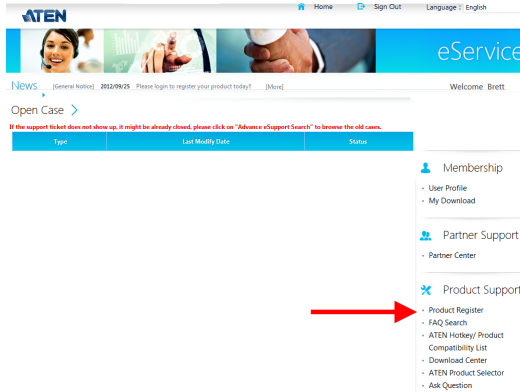 ATEN
Home Sign Out Language : English
eService
News [General Notice] 2012/09/25 Please login to register your product today!! [More]
Welcome Brett
Open Case
If the support ticket does not show up, it might be already closed. please click on "Advance eSupport Search" to browse the old cases.
Type Last Modify Date Status
Membership
User Profile
My Download
Partner Support
Partner Center
Product Support
Product Register
FAQ Search
ATEN Hotkey/ Product
Compatibility List
Download Center
ATEN Product Selector
Ask Question